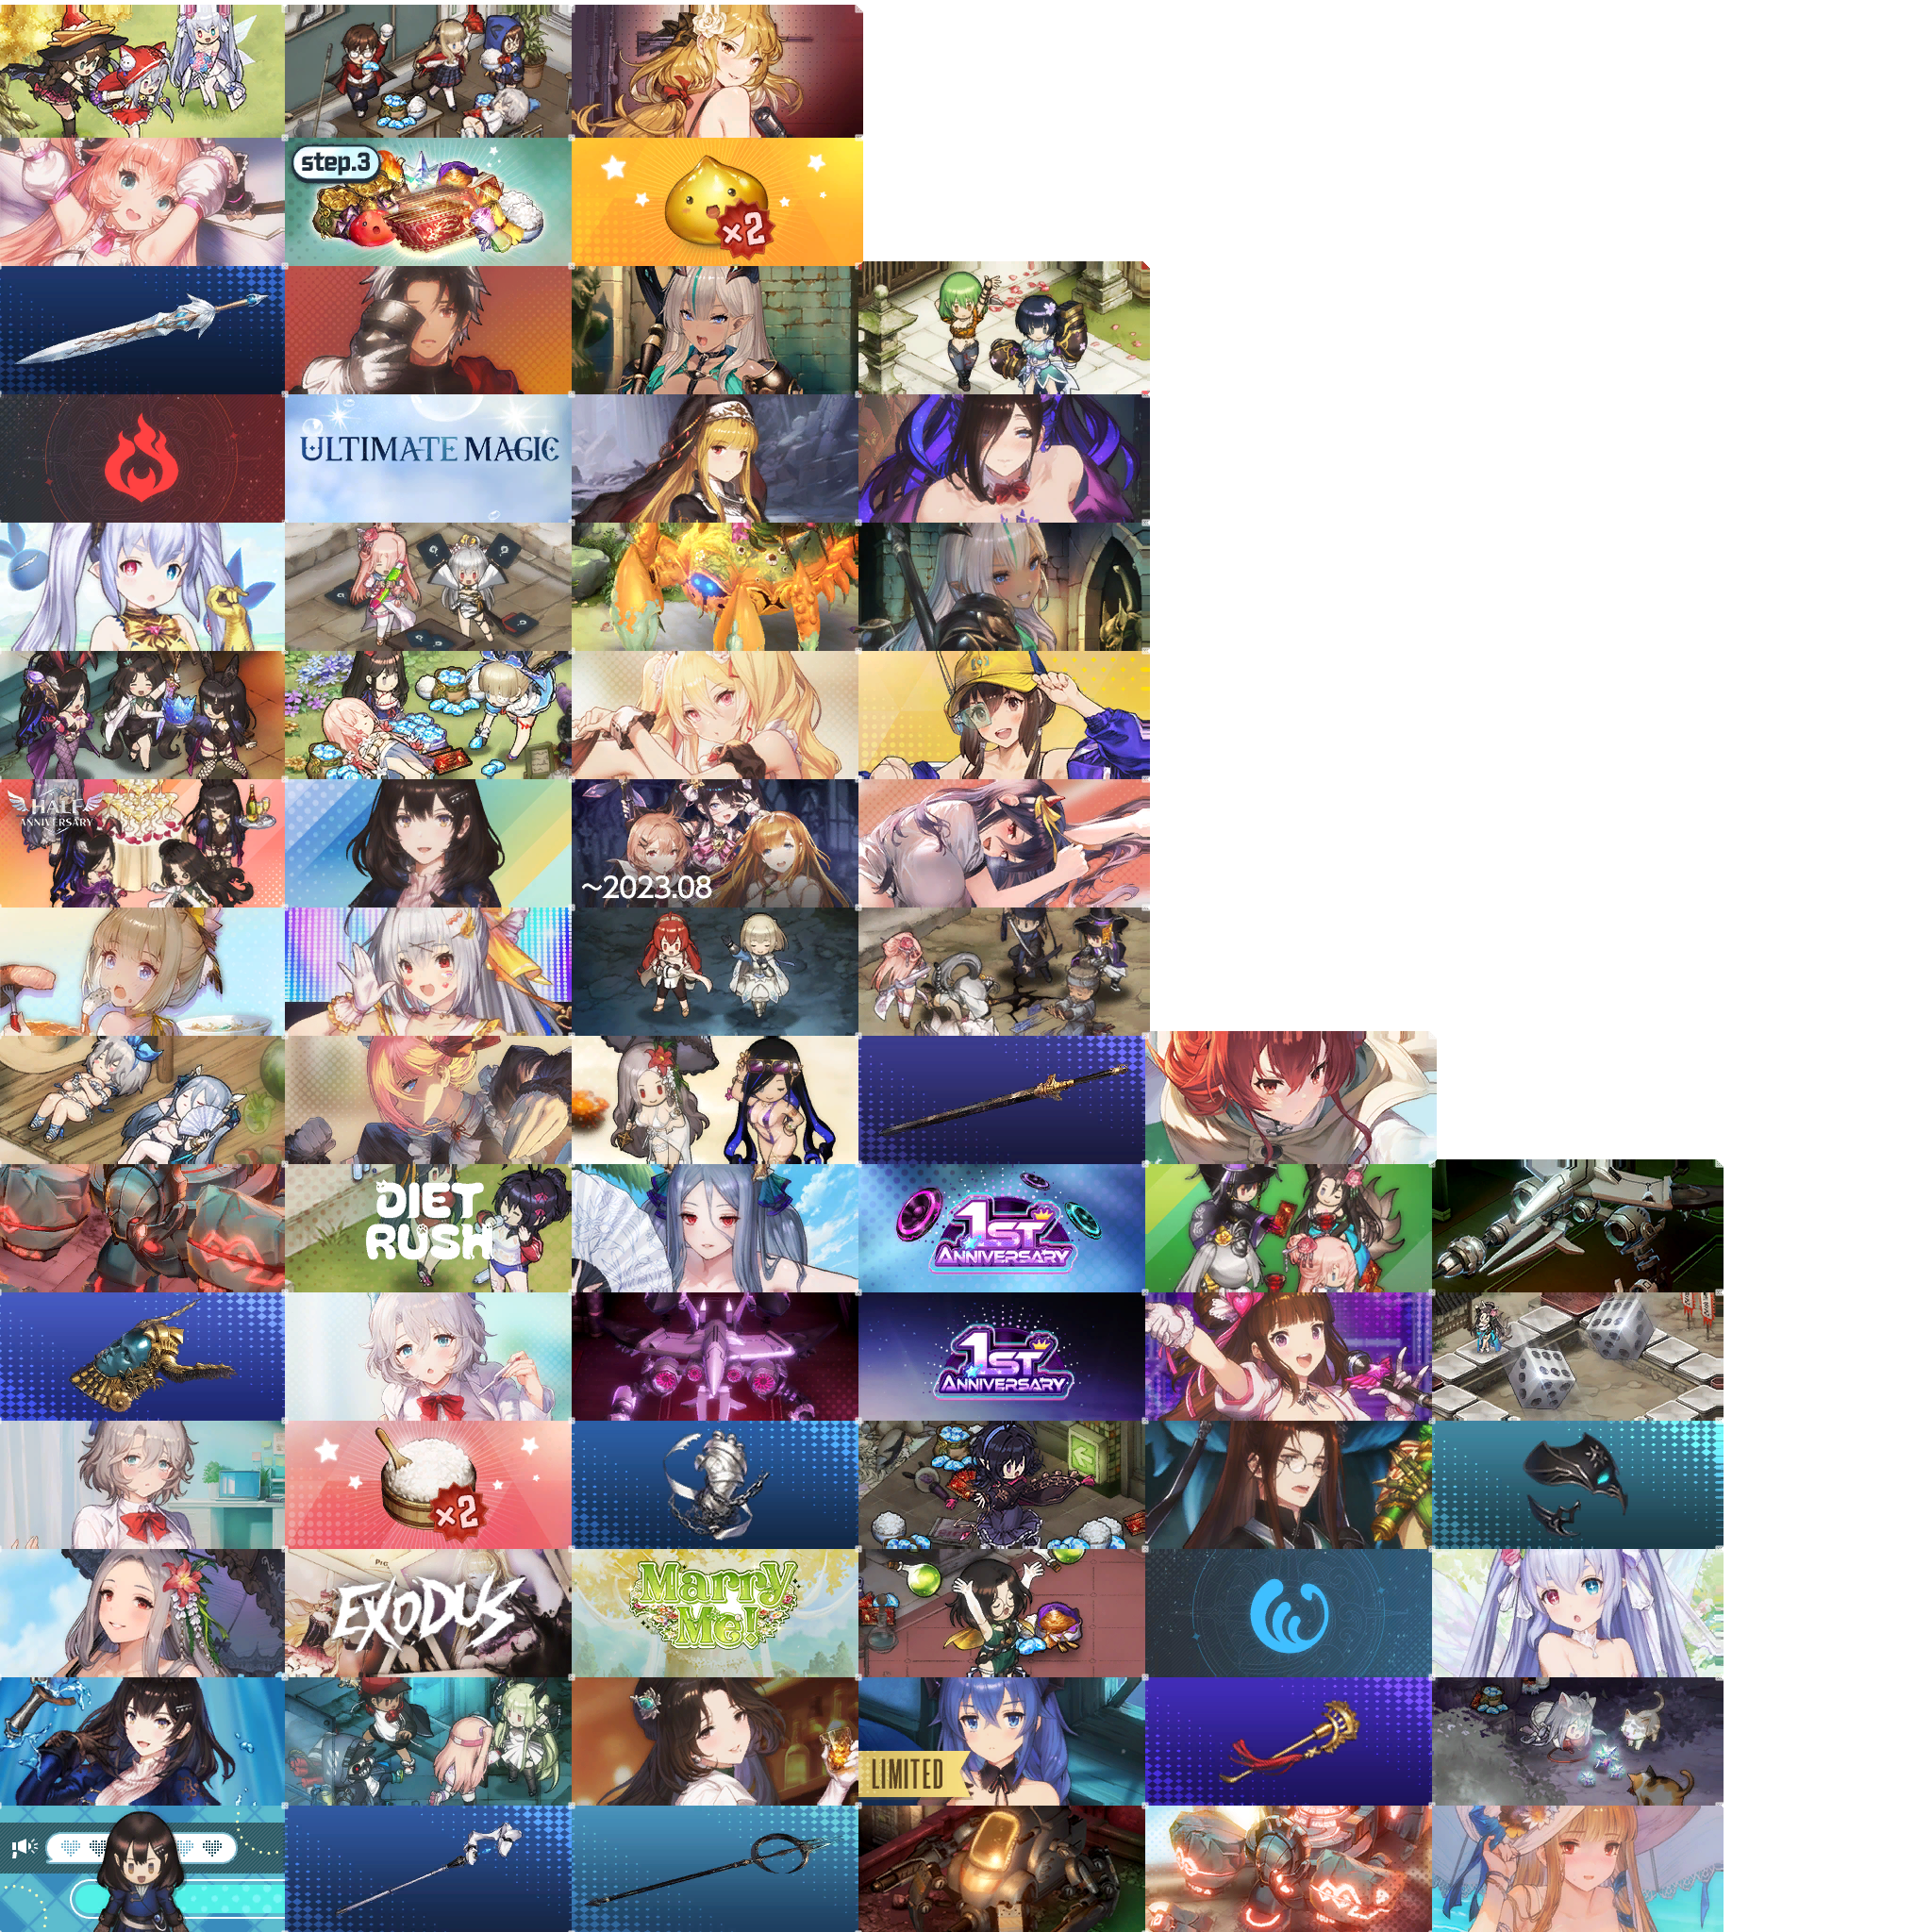 step.3
×2
ULTIMATE MAGIC
HALF
ANNIVERSARY
~2023.08
DIET
RUSH
1ST
ANNIVERSARY
1ST
ANNIVERSARY
×2
EXODUS
Marry
Me!
LIMITED